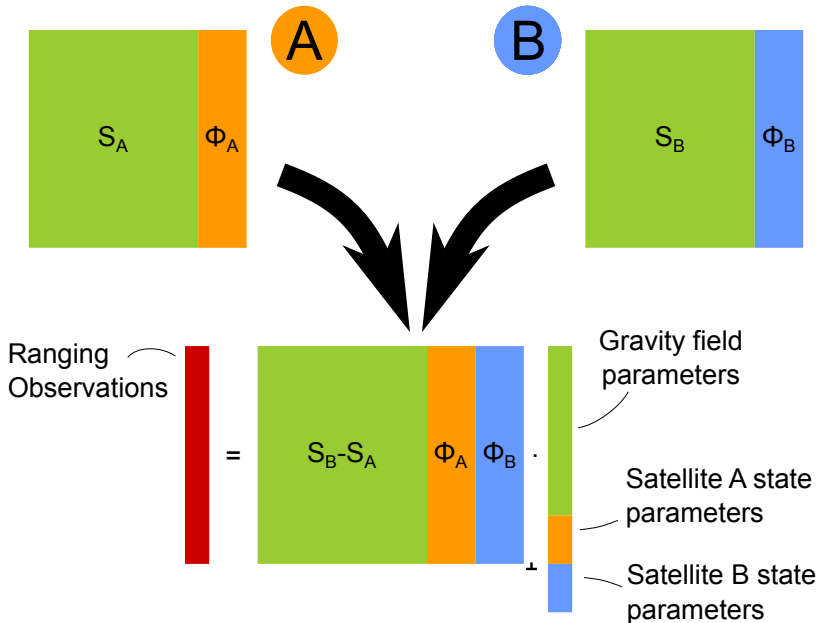 A
B
S_A
Φ_A
S_B
Φ_B
Ranging
Observations
=
S_B-S_A
Φ_A
Φ_B
·
Gravity field
parameters
Satellite A state
parameters
Satellite B state
parameters